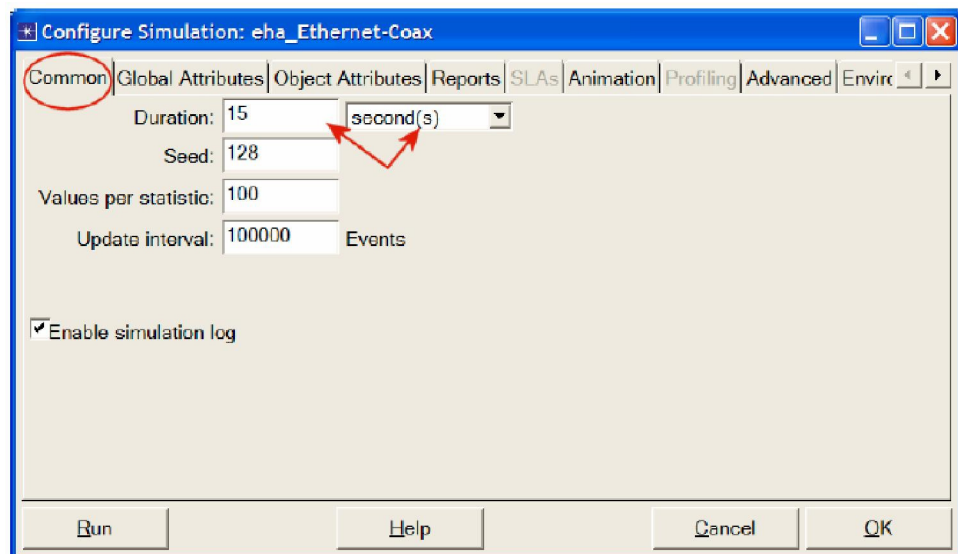 Configure Simulation: eha_Ethernet-Coax
Common Global Attributes Object Attributes Reports SLAs Animation Profiling Advanced Enviro
Duration: 15 second(s)
Seed: 128
Values per statistic: 100
Update interval: 100000 Events
Enable simulation log
Run Help Cancel OK